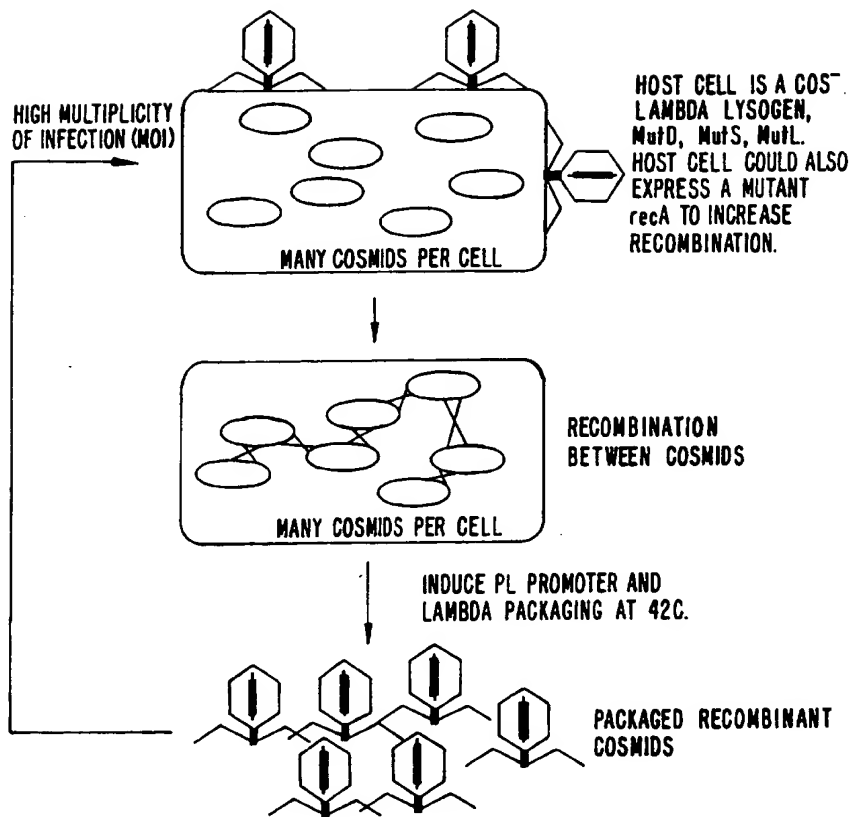 HIGH MULTIPLICITY
OF INFECTION (MOI)
HOST CELL IS A COS⁻
LAMBDA LYSOGEN,
MutD, MutS, MutL.
HOST CELL COULD ALSO
EXPRESS A MUTANT
recA TO INCREASE
RECOMBINATION.
MANY COSMIDS PER CELL
RECOMBINATION
BETWEEN COSMIDS
MANY COSMIDS PER CELL
INDUCE PL PROMOTER AND
LAMBDA PACKAGING AT 42C.
PACKAGED RECOMBINANT
COSMIDS